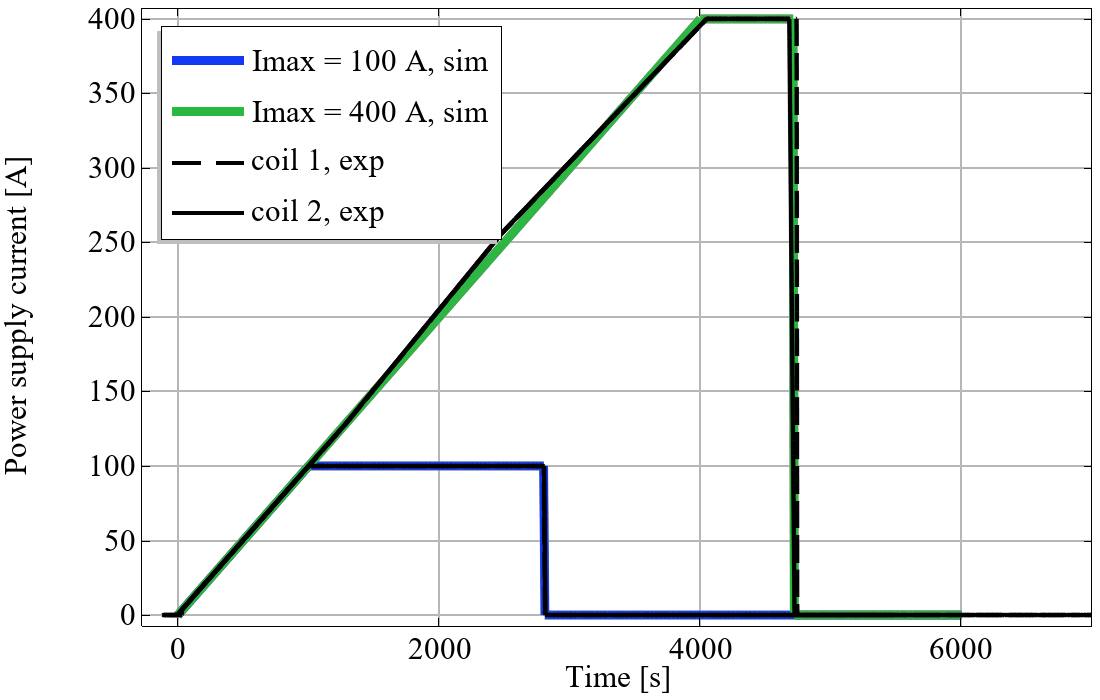 Power supply current [A]
400
350
300
250
200
150
100
50
0
Imax = 100 A, sim
Imax = 400 A, sim
coil 1, exp
coil 2, exp
0 2000 4000 6000
Time [s]